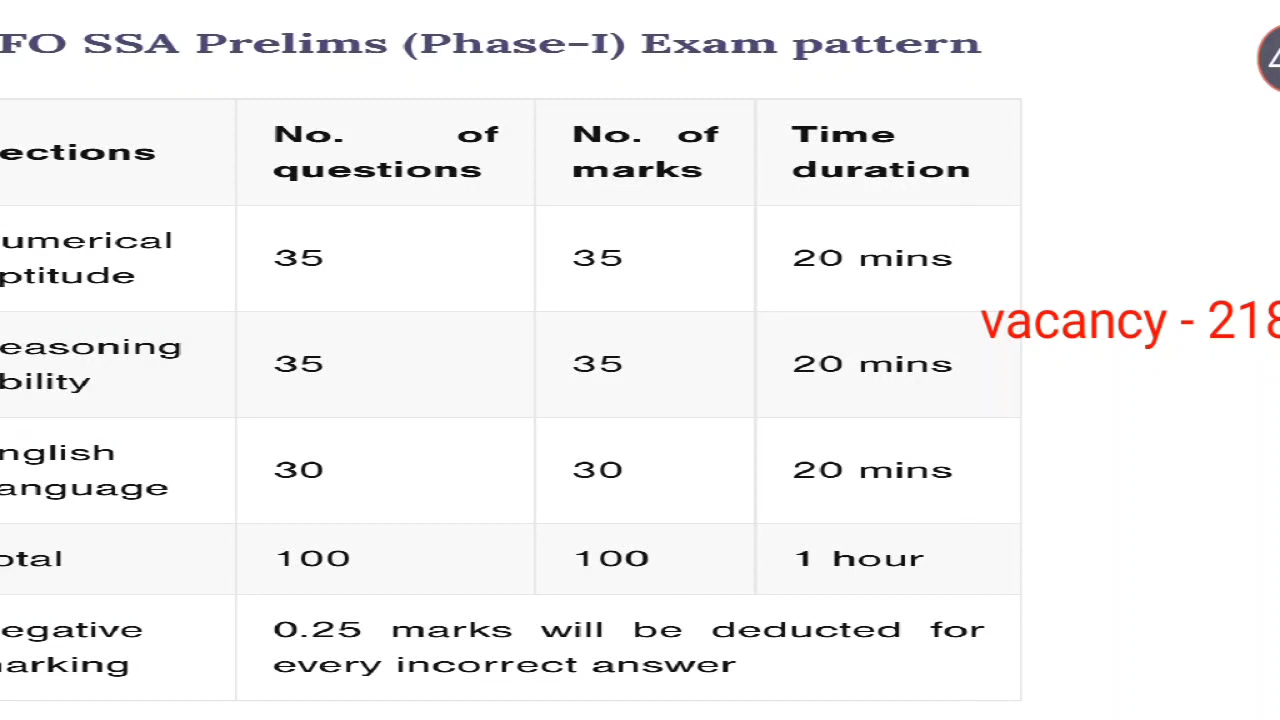 FO SSA Prelims (Phase-I) Exam pattern
ections
No. of questions
No. of marks
Time duration
umerical
ptitude
35
35
20 mins
easoning
bility
35
35
20 mins
nglish
anguage
30
30
20 mins
otal
100
100
1 hour
egative
arking
0.25 marks will be deducted for
every incorrect answer
vacancy - 218